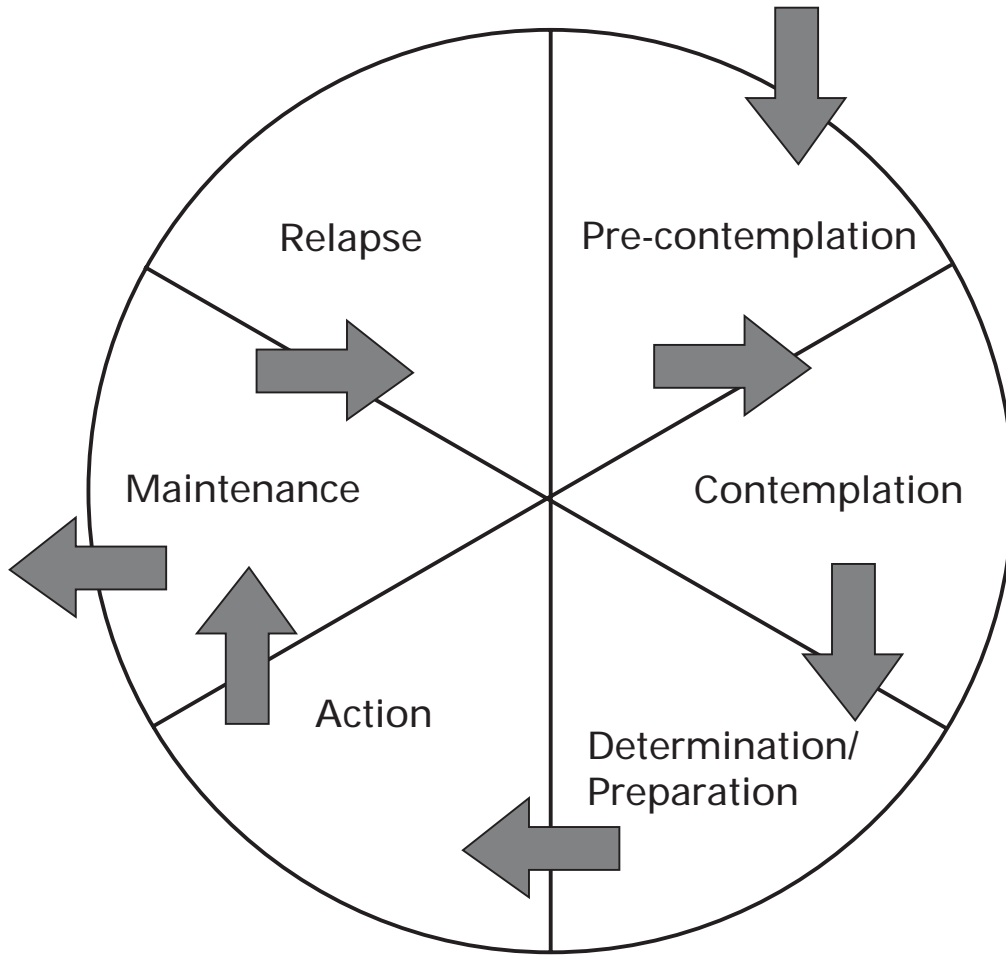 Relapse
Pre-contemplation
Maintenance
Contemplation
Action
Determination/
Preparation